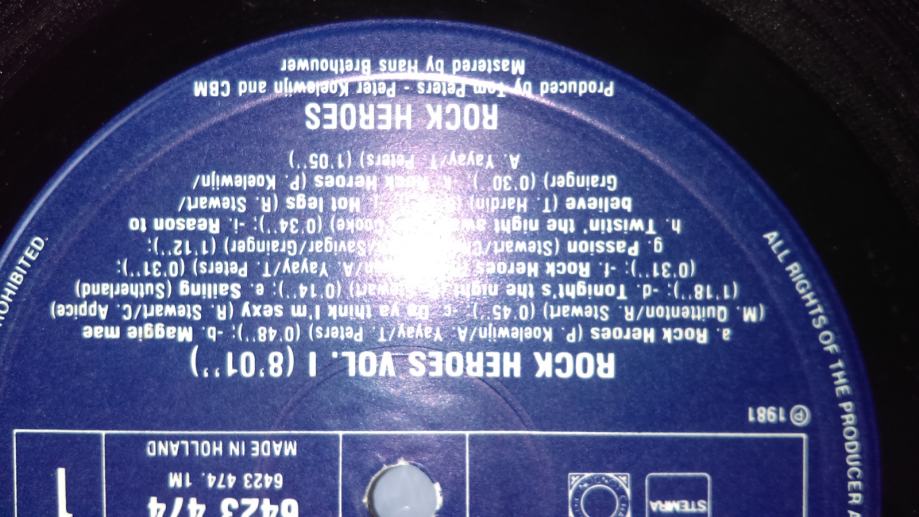 STEMRA
6423 474
6423 474. 1M
MADE IN HOLLAND
1
℗ 1981
ROCK HEROES VOL. I (8'01'')
a. Rock Heroes (P. Koelewijn/A. Yayay/T. Peters) (0'48''); -b. Maggie mae
(M. Quittenton/R. Stewart) (0'45''); -c. Da ya think I'm sexy (R. Stewart/C. Appice)
(1'18''); -d. Tonight's the night Stewart) (0'14''); e. Sailing (Sutherland)
(0'31''); -f. Rock Heroes Yayay/T. Peters) (0'31'');
g. Passion (Stewart/Savigar/Grainger) (1'12'');
h. Twistin' the night Cooke) (0'34''); -i. Reason to
believe (T. Hardin) Hot legs (R. Stewart/
Grainger) (0'30'') Rock Heroes (P. Koelewijn/
A. Yayay/T. Peters) (1'05'')
ROCK HEROES
Produced by Tom Peters - Peter Koelewijn and CBM
Mastered by Hans Brethouwer
ALL RIGHTS OF THE PRODUCER
PROHIBITED.